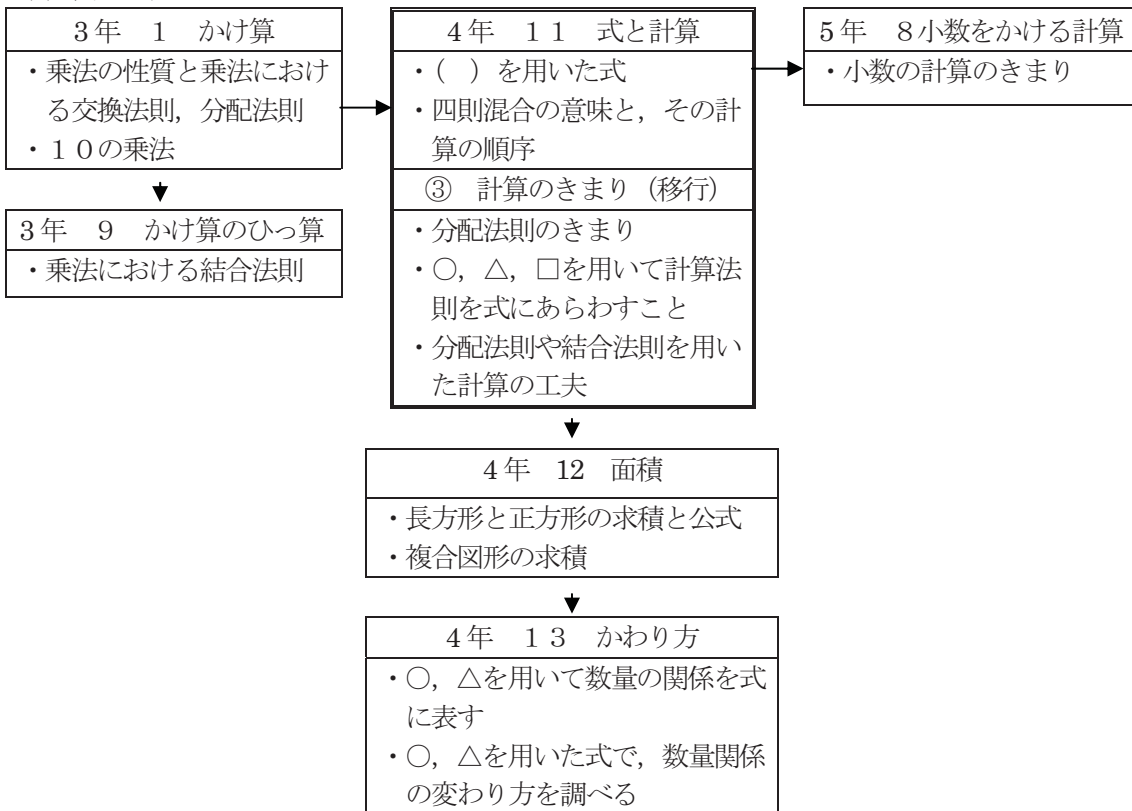 3年 1 かけ算
・乗法の性質と乗法におけ
る交換法則,分配法則
・10の乗法
3年 9 かけ算のひっ算
・乗法における結合法則
4年 11 式と計算
・( )を用いた式
・四則混合の意味と,その計
算の順序
③ 計算のきまり(移行)
・分配法則のきまり
・○,△,□を用いて計算法
則を式にあらわすこと
・分配法則や結合法則を用い
た計算の工夫
5年 8小数をかける計算
・小数の計算のきまり
4年 12 面積
・長方形と正方形の求積と公式
・複合図形の求積
4年 13 かわり方
・○,△を用いて数量の関係を式
に表す
・○,△を用いた式で,数量関係
の変わり方を調べる